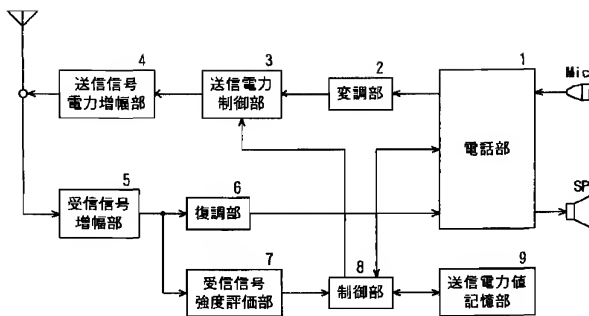 4
送信信号
電力増幅部
3
送信電力
制御部
2
変調部
1
電話部
Mic
SP
5
受信信号
増幅部
6
復調部
7
受信信号
強度評価部
8
制御部
9
送信電力値
記憶部